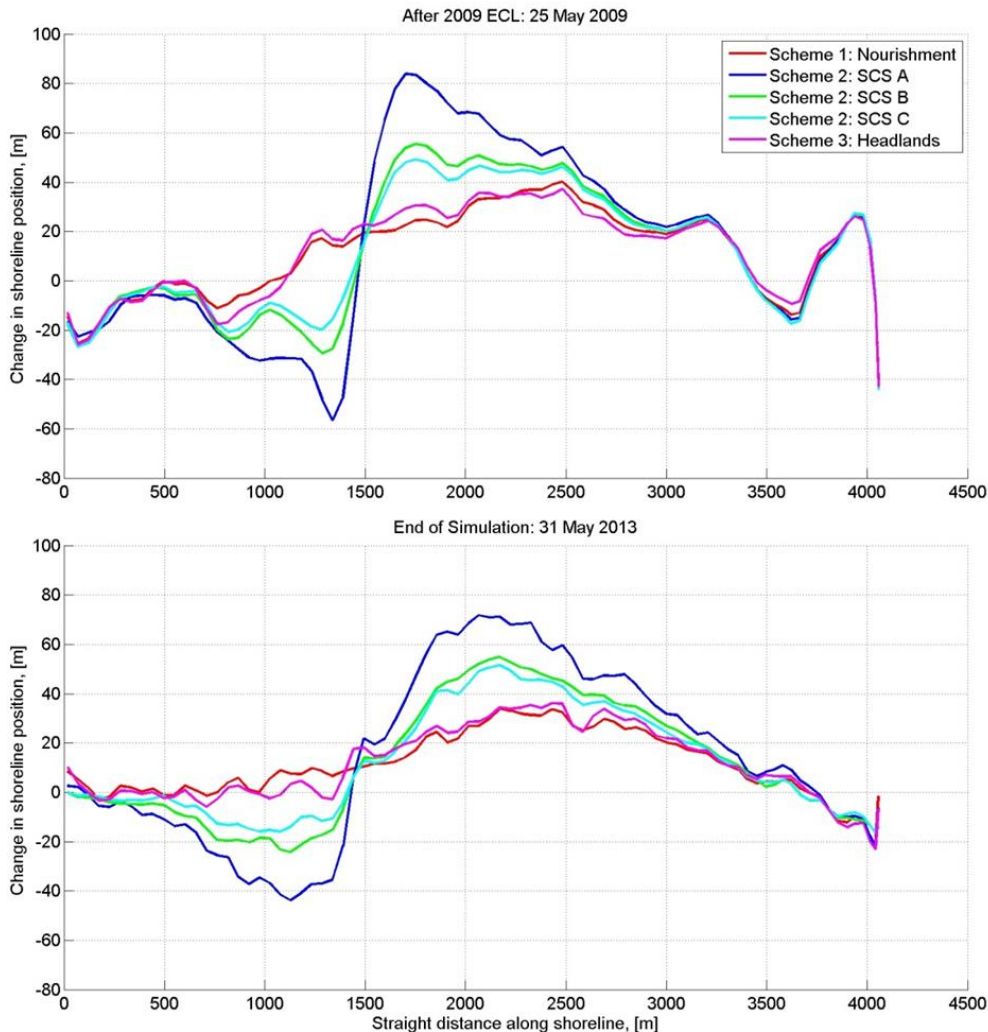 After 2009 ECL: 25 May 2009
100
80
60
40
20
0
-20
-40
-60
-80
Change in shoreline position, [m]
Scheme 1: Nourishment
Scheme 2: SCS A
Scheme 2: SCS B
Scheme 2: SCS C
Scheme 3: Headlands
0 500 1000 1500 2000 2500 3000 3500 4000 4500
End of Simulation: 31 May 2013
100
80
60
40
20
0
-20
-40
-60
-80
Change in shoreline position, [m]
0 500 1000 1500 2000 2500 3000 3500 4000 4500
Straight distance along shoreline, [m]